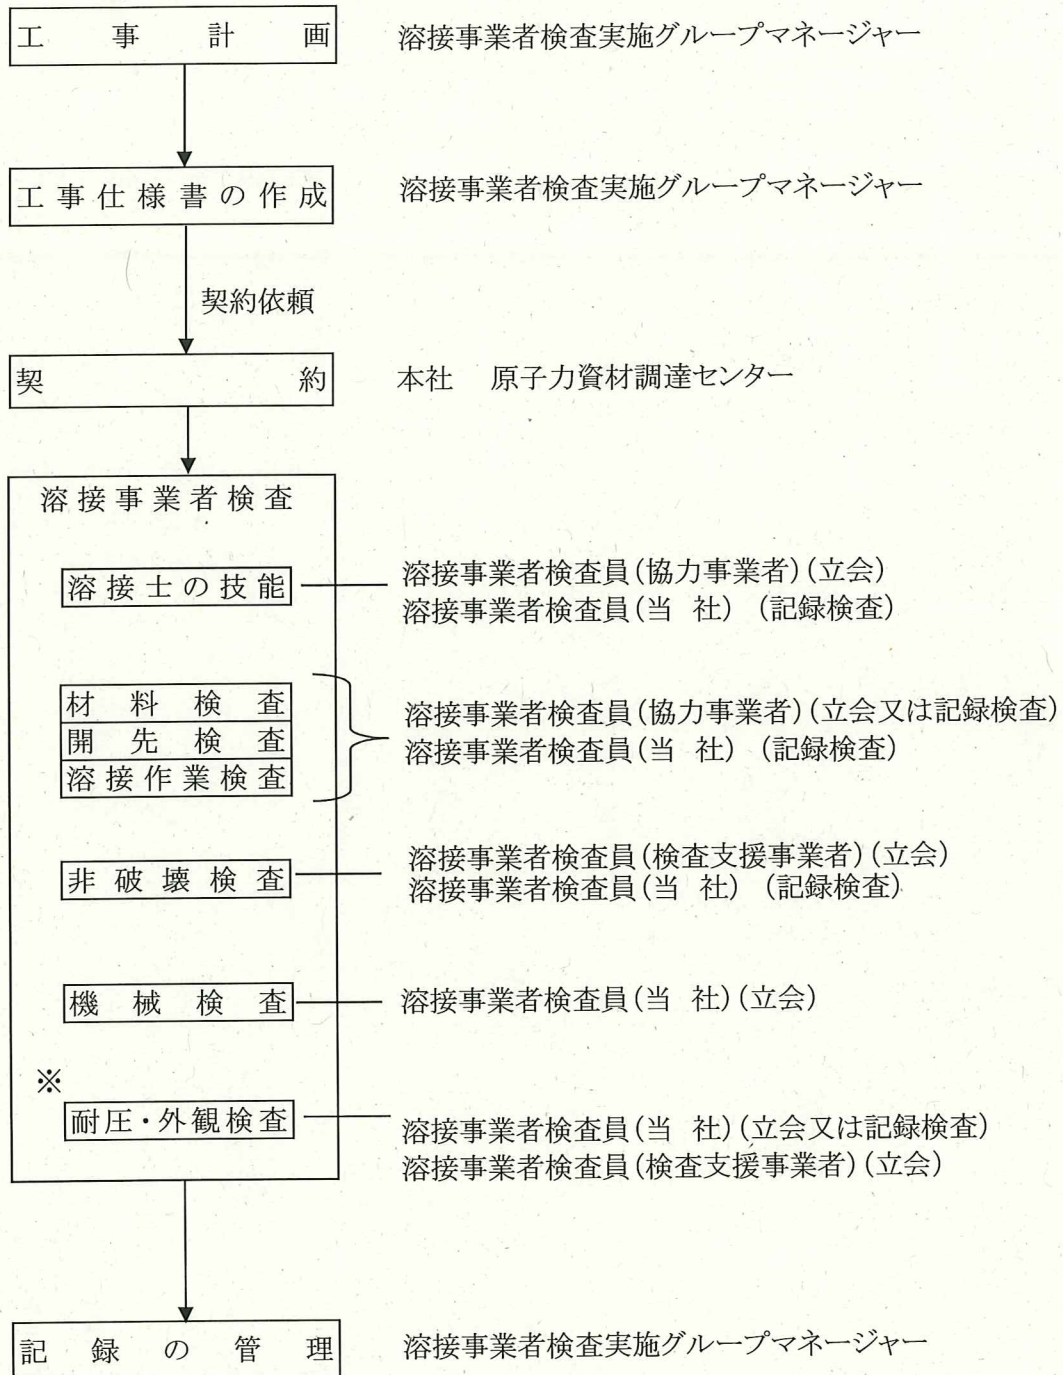 工事計画 溶接事業者検査実施グループマネージャー
工事仕様書の作成 溶接事業者検査実施グループマネージャー
契約依頼
契約 本社 原子力資材調達センター
溶接事業者検査
溶接士の技能 溶接事業者検査員(協力事業者)(立会)
溶接事業者検査員(当 社) (記録検査)
材料検査
開先検査
溶接作業検査
溶接事業者検査員(協力事業者)(立会又は記録検査)
溶接事業者検査員(当 社) (記録検査)
非破壊検査 溶接事業者検査員(検査支援事業者)(立会)
溶接事業者検査員(当 社) (記録検査)
機械検査 溶接事業者検査員(当 社)(立会)
※
耐圧・外観検査 溶接事業者検査員(当 社)(立会又は記録検査)
溶接事業者検査員(検査支援事業者)(立会)
記録の管理 溶接事業者検査実施グループマネージャー